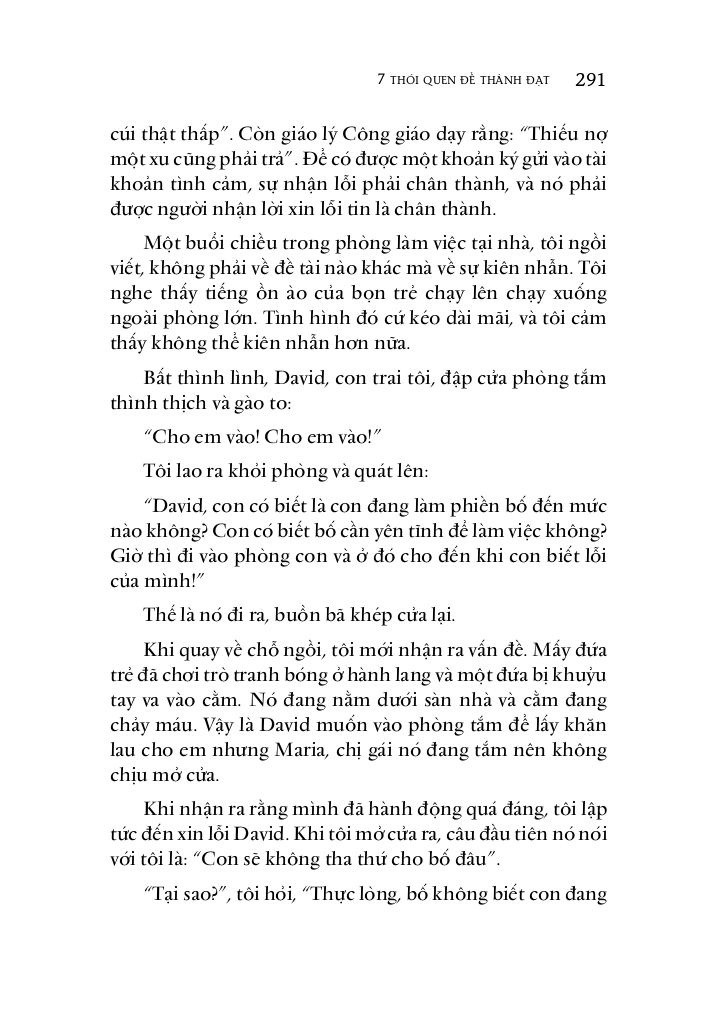 7 THÓI QUEN ĐỂ THÀNH ĐẠT 291
cúi thật thấp”. Còn giáo lý Công giáo dạy rằng: “Thiếu nợ
một xu cũng phải trả”. Để có được một khoản ký gửi vào tài
khoản tình cảm, sự nhận lỗi phải chân thành, và nó phải
được người nhận lời xin lỗi tin là chân thành.
Một buổi chiều trong phòng làm việc tại nhà, tôi ngồi
viết, không phải về đề tài nào khác mà về sự kiên nhẫn. Tôi
nghe thấy tiếng ồn ào của bọn trẻ chạy lên chạy xuống
ngoài phòng lớn. Tình hình đó cứ kéo dài mãi, và tôi cảm
thấy không thể kiên nhẫn hơn nữa.
Bất thình lình, David, con trai tôi, đập cửa phòng tắm
thình thịch và gào to:
“Cho em vào! Cho em vào!”
Tôi lao ra khỏi phòng và quát lên:
“David, con có biết là con đang làm phiền bố đến mức
nào không? Con có biết bố cần yên tĩnh để làm việc không?
Giờ thì đi vào phòng con và ở đó cho đến khi con biết lỗi
của mình!”
Thế là nó đi ra, buồn bã khép cửa lại.
Khi quay về chỗ ngồi, tôi mới nhận ra vấn đề. Mấy đứa
trẻ đã chơi trò tranh bóng ở hành lang và một đứa bị khuỷu
tay va vào cằm. Nó đang nằm dưới sàn nhà và cằm đang
chảy máu. Vậy là David muốn vào phòng tắm để lấy khăn
lau cho em nhưng Maria, chị gái nó đang tắm nên không
chịu mở cửa.
Khi nhận ra rằng mình đã hành động quá đáng, tôi lập
tức đến xin lỗi David. Khi tôi mở cửa ra, câu đầu tiên nó nói
với tôi là: “Con sẽ không tha thứ cho bố đâu”.
“Tại sao?”, tôi hỏi, “Thực lòng, bố không biết con đang